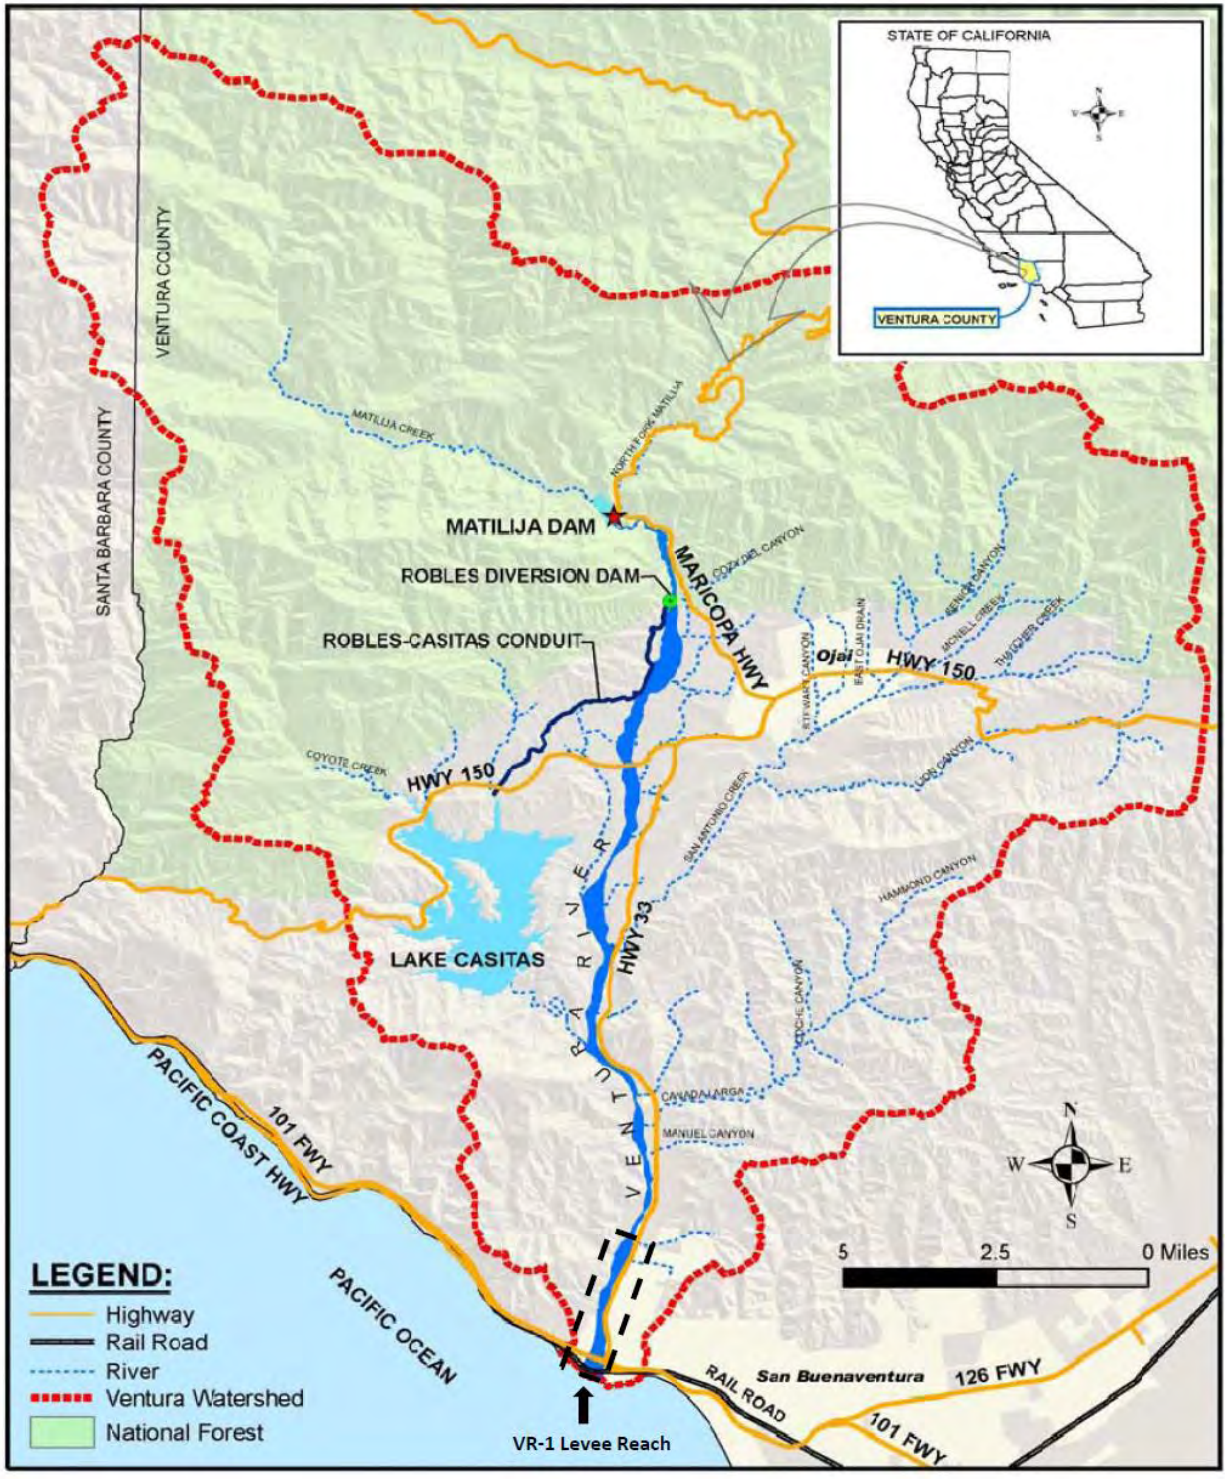 STATE OF CALIFORNIA
N
W E
S
VENTURA COUNTY
VENTURA COUNTY
SANTA BARBARA COUNTY
MATILIJA CREEK
NORTH FORK MATILIJA
MATILIJA DAM
ROBLES DIVERSION DAM
MARICOPA HWY
COZY DEL CANYON
ROBLES-CASITAS CONDUIT
STEWART CANYON
Ojai
EAST OJAI DRAIN
HWY 150
SENIOR CANYON
MCNELL CREEK
THATCHER CREEK
COYOTE CREEK
HWY 150
SAN ANTONIO CREEK
LION CANYON
HAMMOND CANYON
LAKE CASITAS
VENTURA RIVER
HWY 33
COCHE CANYON
CANADA LARGA
MANUEL CANYON
PACIFIC COAST HWY
101 FWY
N
W E
S
5 2.5 0 Miles
PACIFIC OCEAN
LEGEND:
Highway
Rail Road
River
Ventura Watershed
National Forest
RAIL ROAD
San Buenaventura
126 FWY
101 FWY
VR-1 Levee Reach